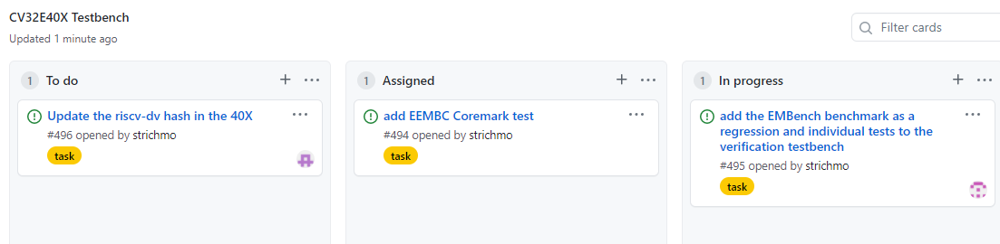 CV32E40X Testbench
Updated 1 minute ago
Filter cards
1 To do
Update the riscv-dv hash in the 40X
#496 opened by strichmo
task
1 Assigned
add EEMBC Coremark test
#494 opened by strichmo
task
1 In progress
add the EMBench benchmark as a
regression and individual tests to the
verification testbench
#495 opened by strichmo
task